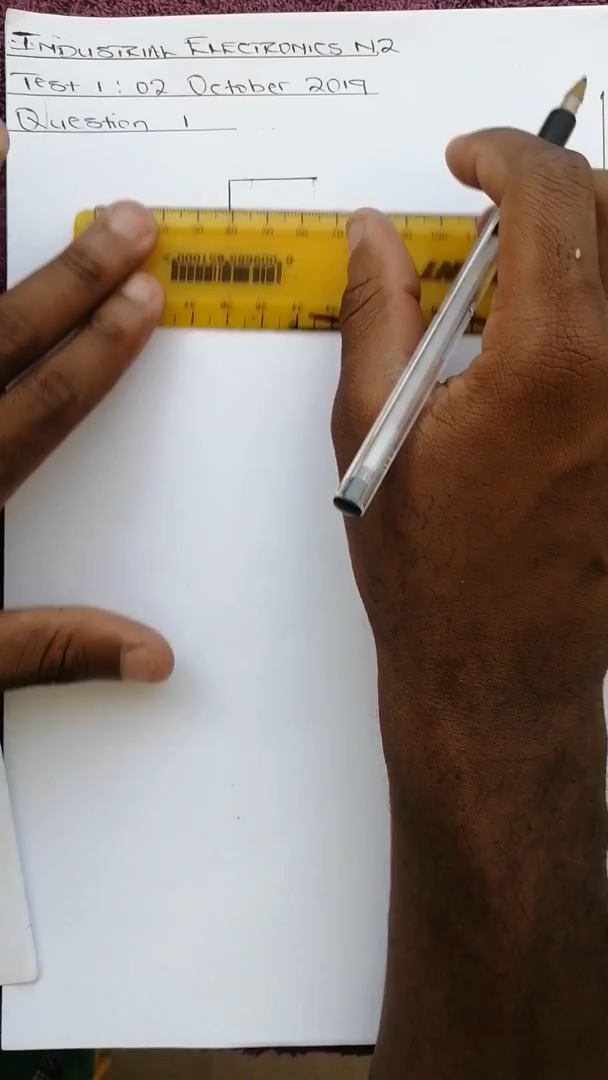 INDUSTRIAL ELECTRONICS N2
Test 1 : 02 October 2019
Question 1